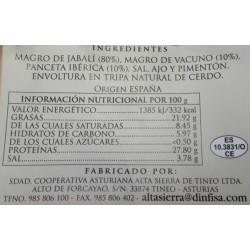 INGREDIENTES
MAGRO DE JABALÍ (80%), MAGRO DE VACUNO (10%),
PANCETA IBÉRICA (10%), SAL, AJO Y PIMENTÓN.
ENVOLTURA EN TRIPA NATURAL DE CERDO.
ORIGEN ESPAÑA
INFORMACIÓN NUTRICIONAL POR 100 g
VALOR ENERGÉTICO 1385 kJ/332 kcal
GRASAS 21,92 g
DE LAS CUALES SATURADAS 8.45 g
HIDRATOS DE CARBONO 5,97 g
DE LOS CUALES AZUCARES <0.50 g
PROTEINAS 27.80 g
SAL 3.78 g
ES
10.3831/O
CE
ELABORADO POR:
SDAD. COOPERATIVA ASTURIANA ALTA SIERRA DE TINEO LTDA.
ALTO DE FORCAYAO, S/N. 33874 TINEO - ASTURIAS
Tfno. 985 806 100 - FAX: 985 806 402 altasierra@dinfisa.com